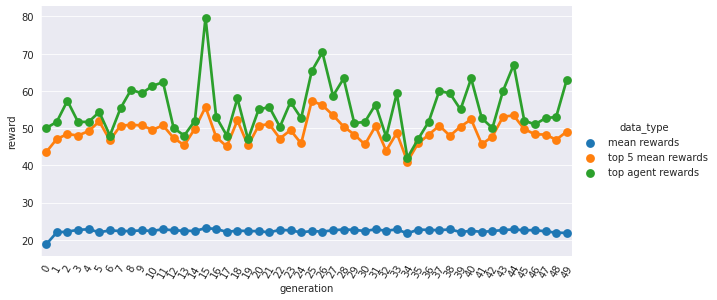 80
70
60
50
40
30
20
reward
0 1 2 3 4 5 6 7 8 9 10 11 12 13 14 15 16 17 18 19 20 21 22 23 24 25 26 27 28 29 30 31 32 33 34 35 36 37 38 39 40 41 42 43 44 45 46 47 48 49
generation
data_type
mean rewards
top 5 mean rewards
top agent rewards